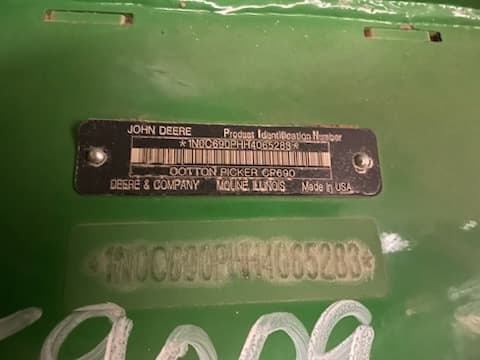 JOHN DEERE Product Identification Number
*1N0C690PHH4065283*
COTTON PICKER CP690
DEERE & COMPANY MOLINE ILLINOIS Made In USA
*1N0C690PHH4065283*